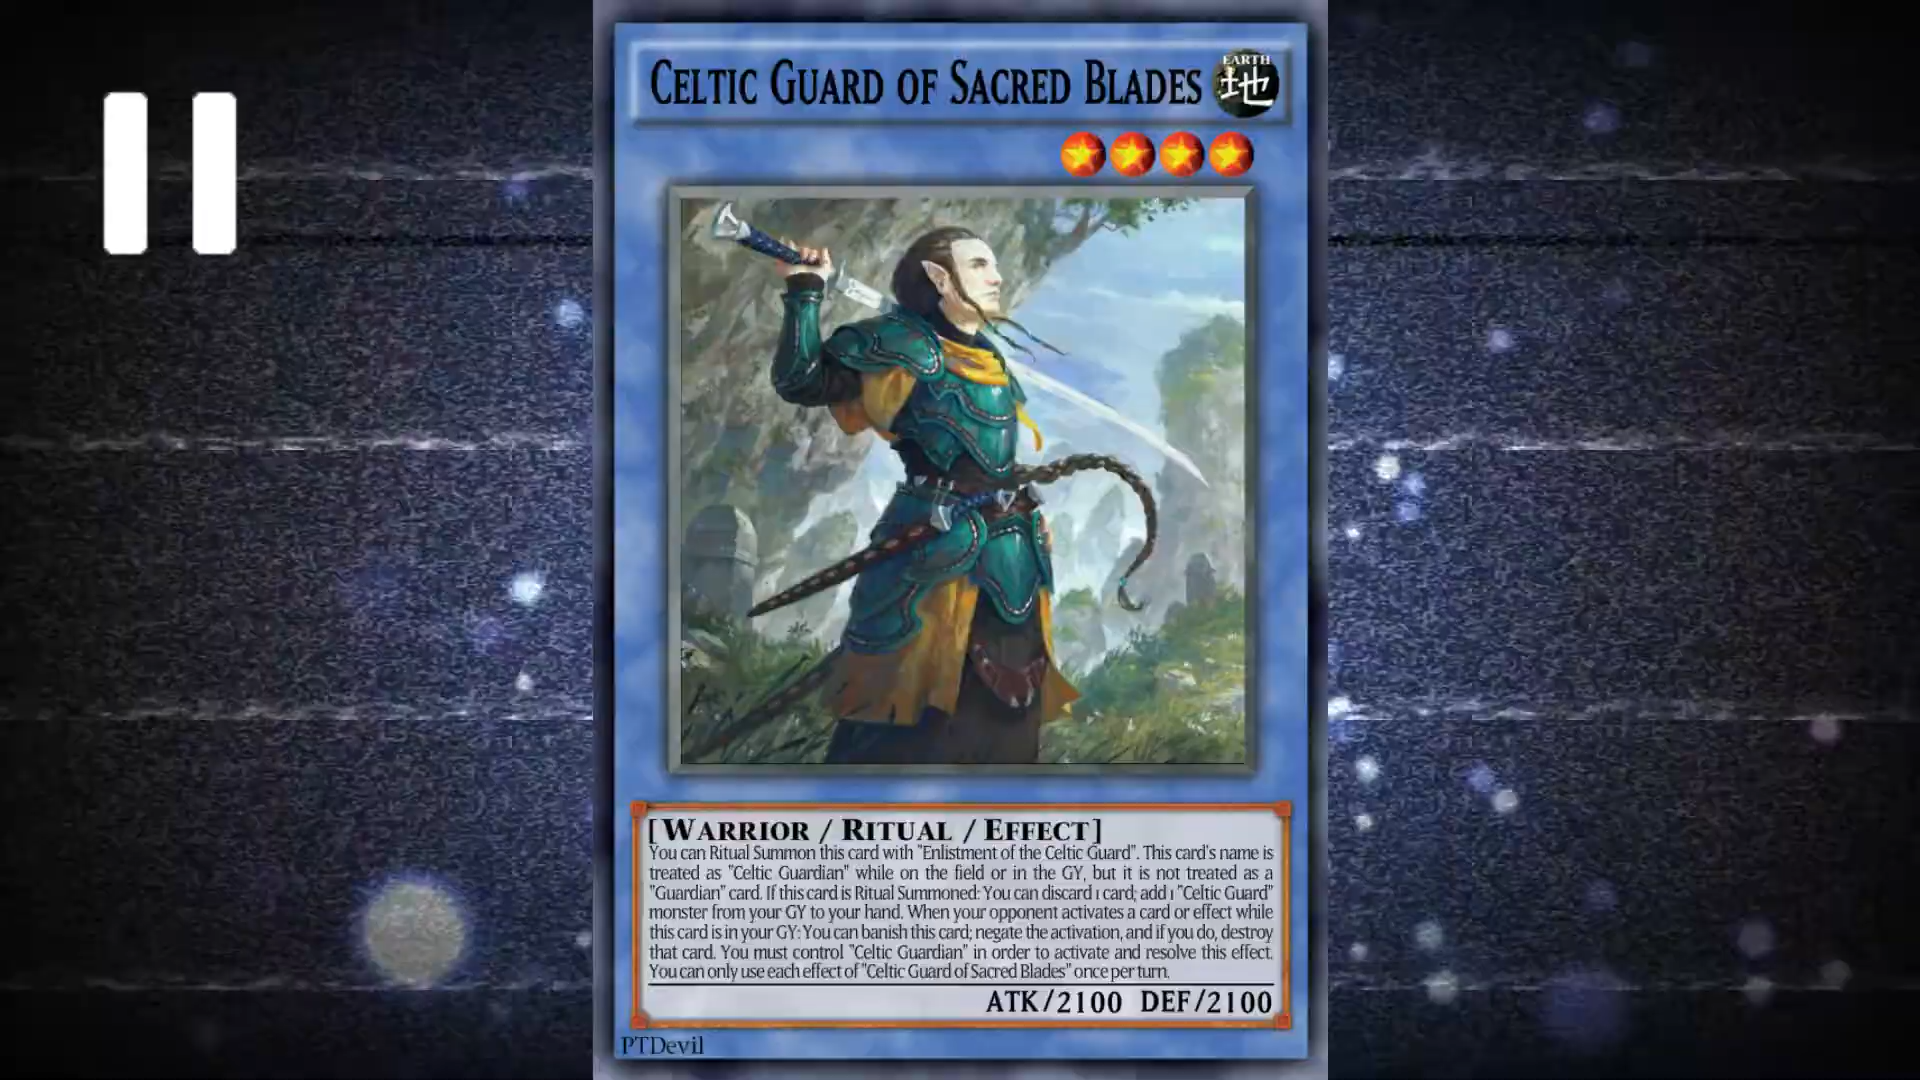 CELTIC GUARD OF SACRED BLADES
EARTH
地
[WARRIOR / RITUAL / EFFECT]
You can Ritual Summon this card with "Enlistment of the Celtic Guard". This card's name is
treated as "Celtic Guardian" while on the field or in the GY, but it is not treated as a
"Guardian" card. If this card is Ritual Summoned: You can discard 1 card; add 1 "Celtic Guard"
monster from your GY to your hand. When your opponent activates a card or effect while
this card is in your GY: You can banish this card; negate the activation, and if you do, destroy
that card. You must control "Celtic Guardian" in order to activate and resolve this effect.
You can only use each effect of "Celtic Guard of Sacred Blades" once per turn.
ATK/2100 DEF/2100
PTDevil